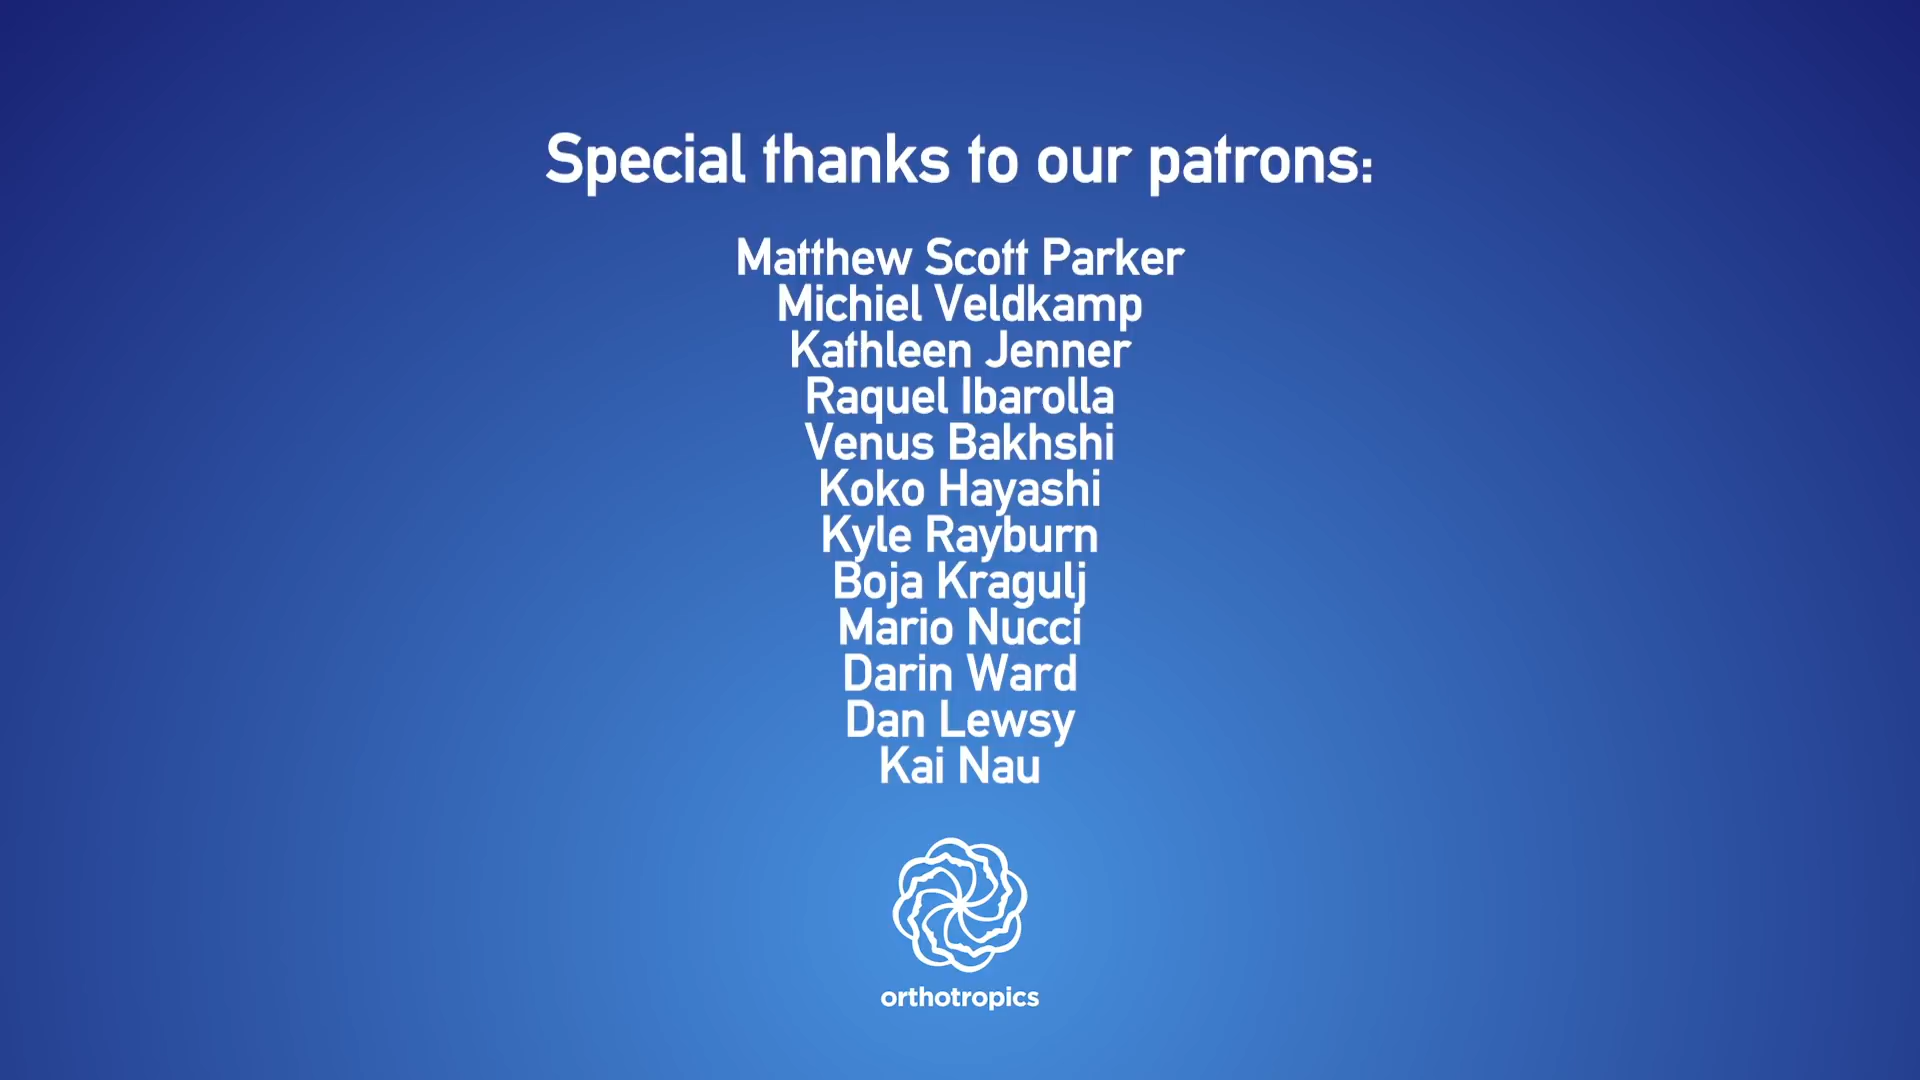 Special thanks to our patrons:
Matthew Scott Parker
Michiel Veldkamp
Kathleen Jenner
Raquel Ibarolla
Venus Bakhshi
Koko Hayashi
Kyle Rayburn
Boja Kragulj
Mario Nucci
Darin Ward
Dan Lewsy
Kai Nau
orthotropics